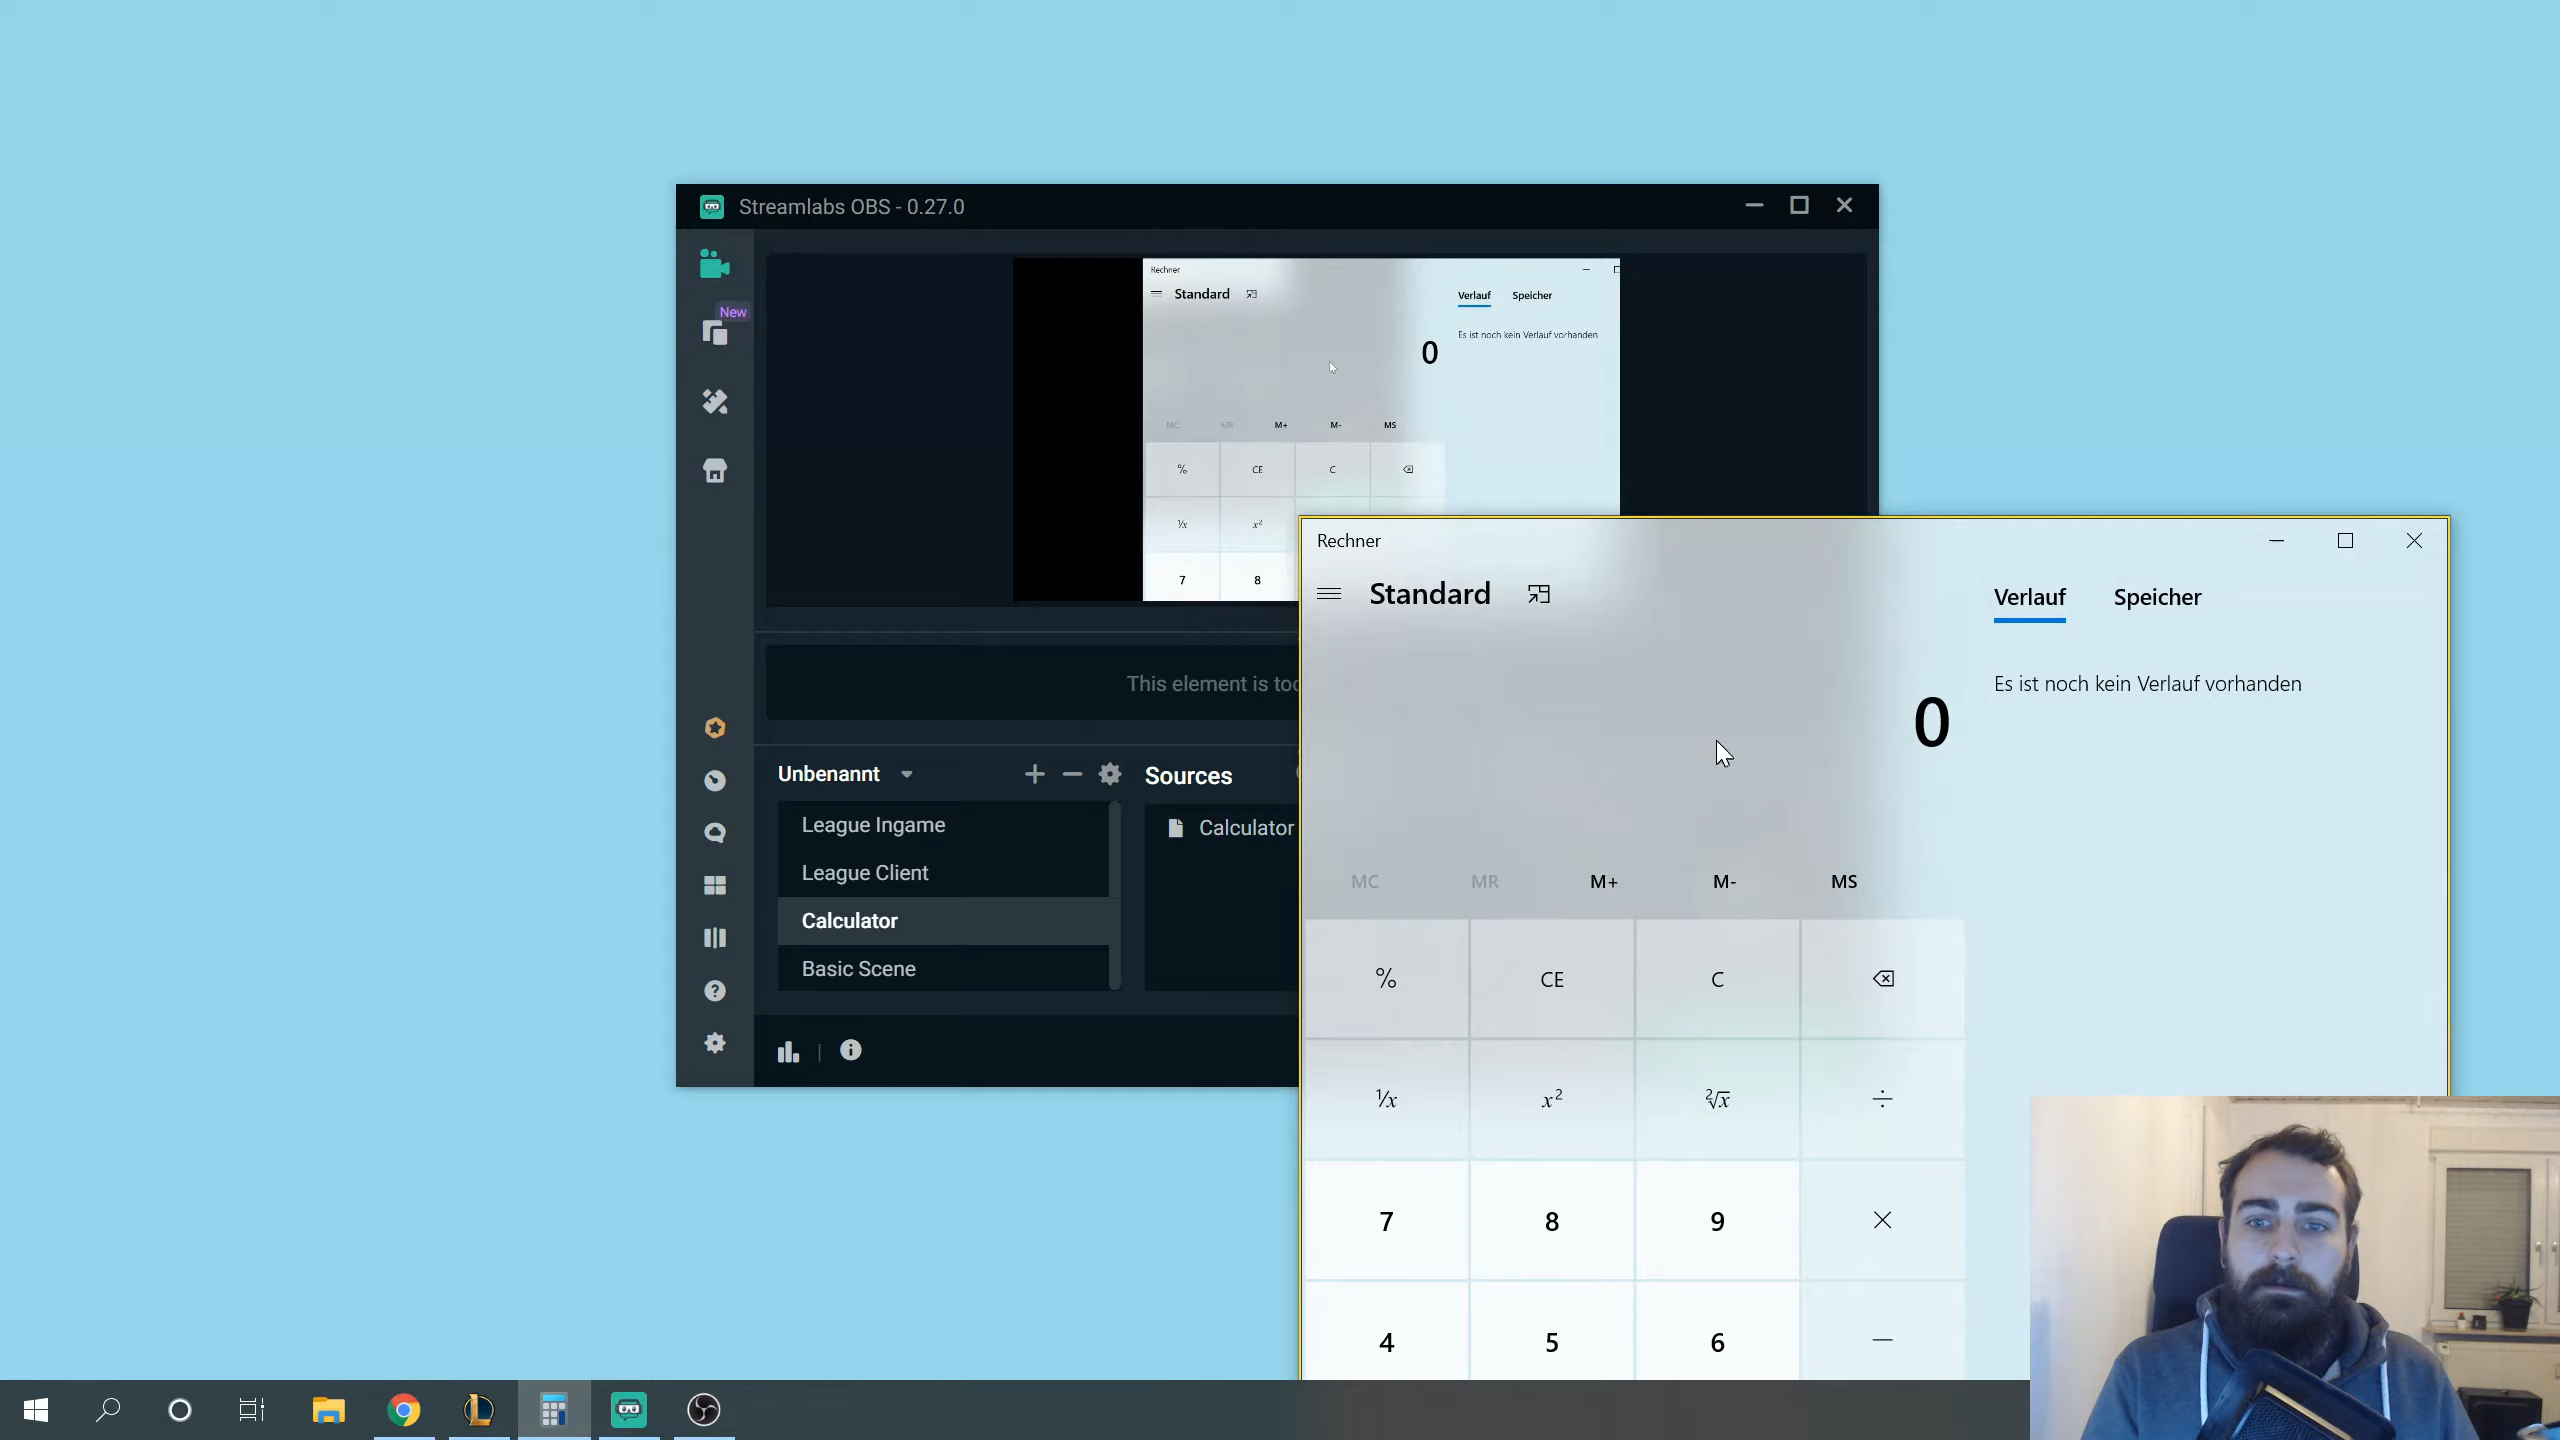 Streamlabs OBS - 0.27.0
New
Rechner
Standard
Verlauf Speicher
Es ist noch kein Verlauf vorhanden
0
MC MR M+ M- MS
% CE C
¹/x x²
7 8
This element is too
Unbenannt
League Ingame
League Client
Calculator
Basic Scene
Sources
Calculator
Rechner
Standard
Verlauf Speicher
Es ist noch kein Verlauf vorhanden
0
MC MR M+ M- MS
% CE C
¹/x x² ²√x ÷
7 8 9 ×
4 5 6 −